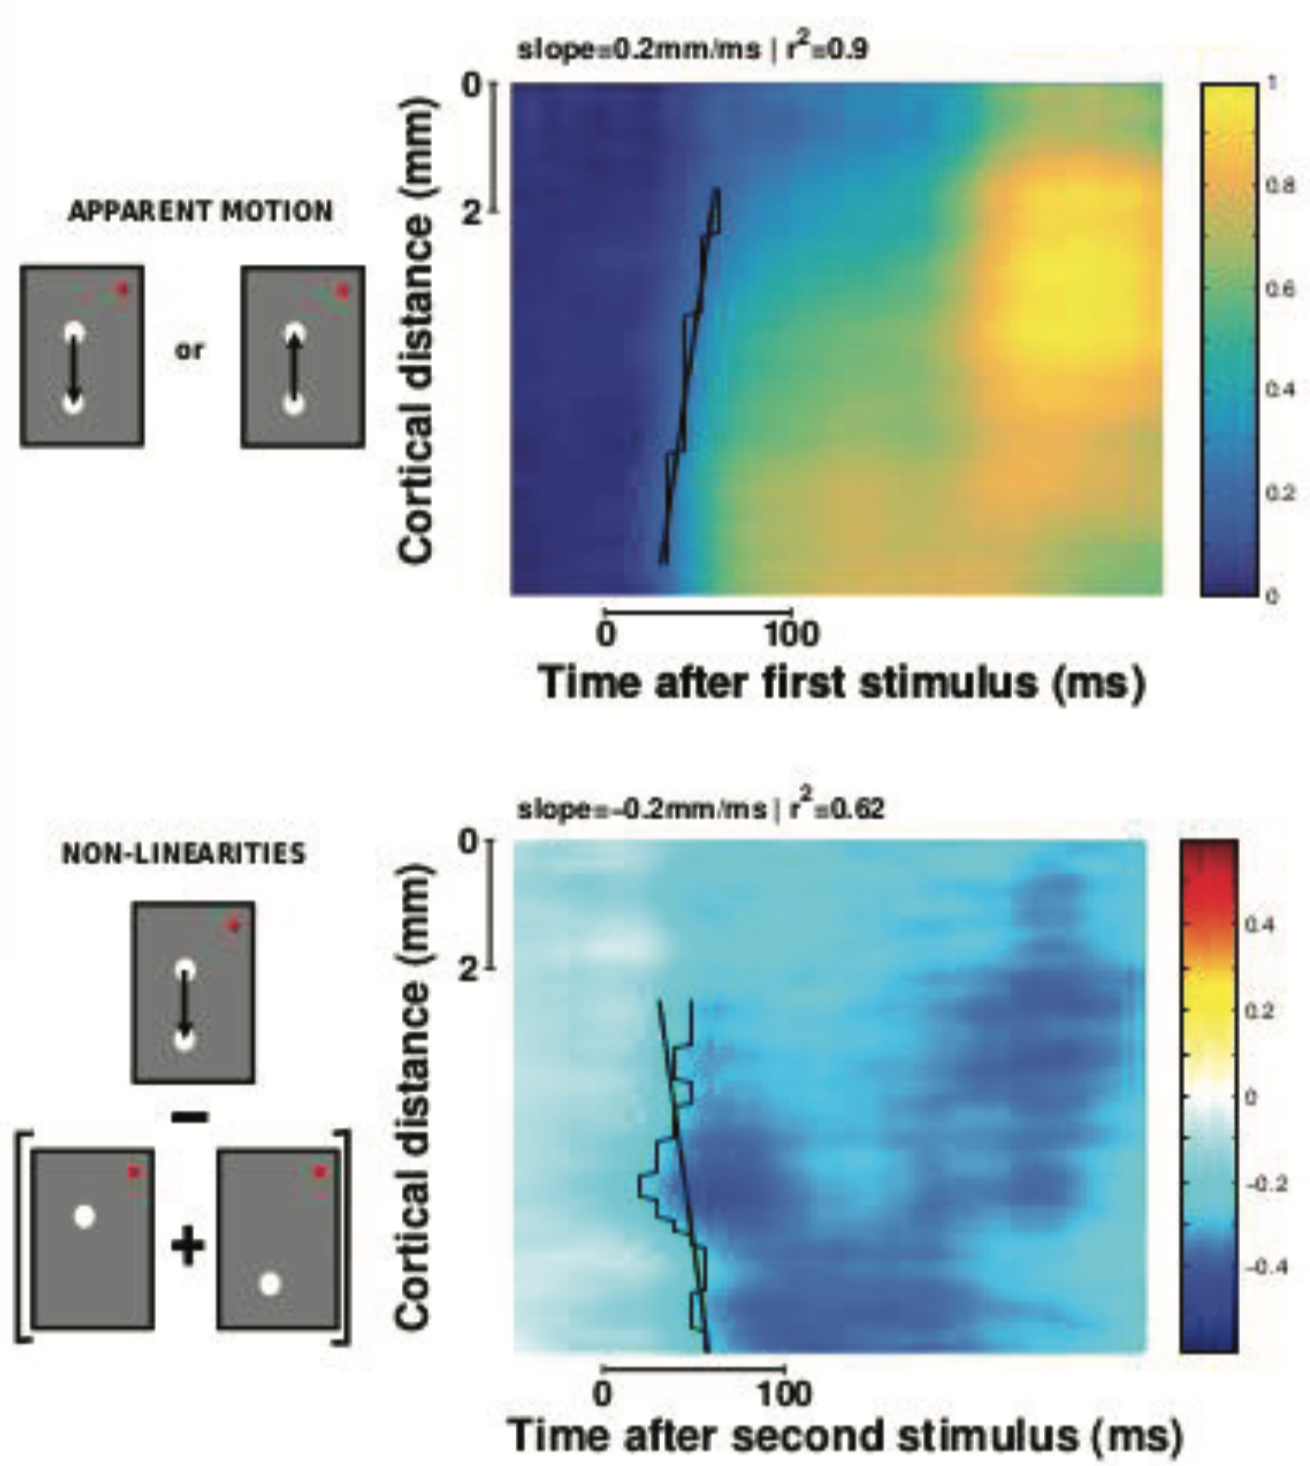 slope=0.2mm/ms | r²=0.9
0
2
Cortical distance (mm)
APPARENT MOTION
or
1
0.8
0.6
0.4
0.2
0
0 100
Time after first stimulus (ms)
slope=-0.2mm/ms | r²=0.62
0
2
Cortical distance (mm)
NON-LINEARITIES
−
[ + ]
0.4
0.2
0
-0.2
-0.4
0 100
Time after second stimulus (ms)